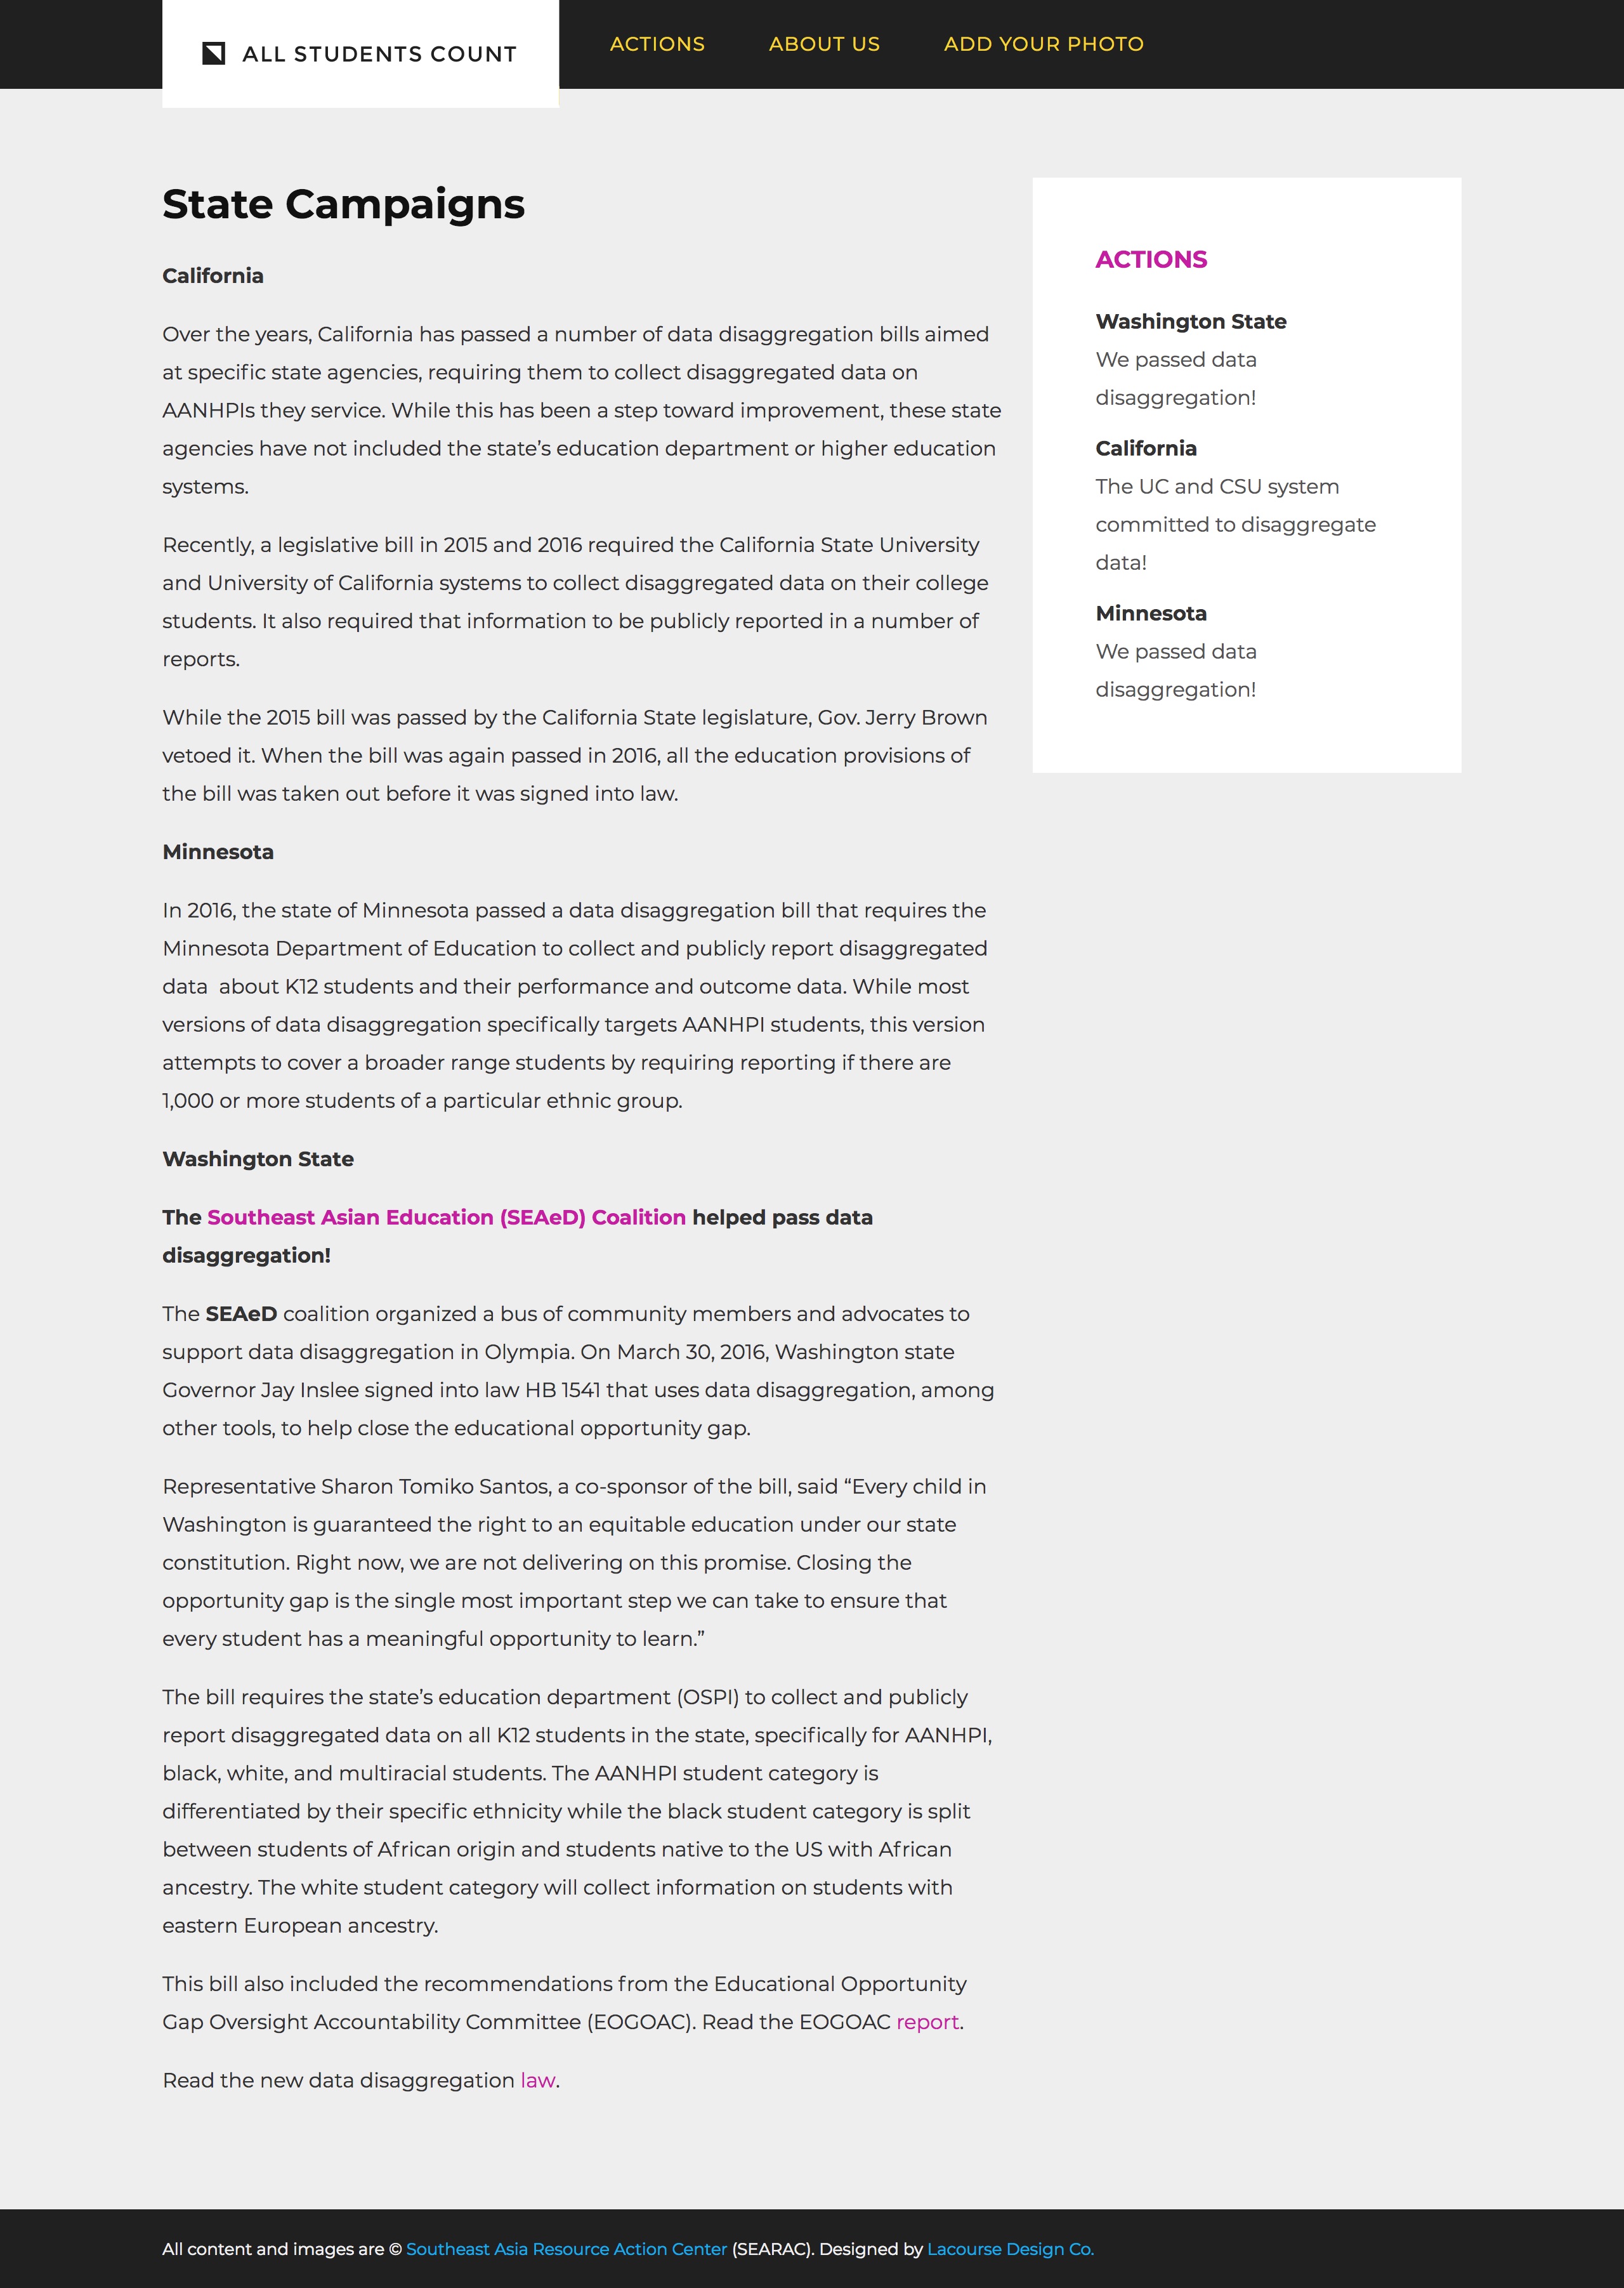 ALL STUDENTS COUNT
ACTIONS
ABOUT US
ADD YOUR PHOTO
State Campaigns
California
Over the years, California has passed a number of data disaggregation bills aimed
at specific state agencies, requiring them to collect disaggregated data on
AANHPIs they service. While this has been a step toward improvement, these state
agencies have not included the state’s education department or higher education
systems.
Recently, a legislative bill in 2015 and 2016 required the California State University
and University of California systems to collect disaggregated data on their college
students. It also required that information to be publicly reported in a number of
reports.
While the 2015 bill was passed by the California State legislature, Gov. Jerry Brown
vetoed it. When the bill was again passed in 2016, all the education provisions of
the bill was taken out before it was signed into law.
Minnesota
In 2016, the state of Minnesota passed a data disaggregation bill that requires the
Minnesota Department of Education to collect and publicly report disaggregated
data  about K12 students and their performance and outcome data. While most
versions of data disaggregation specifically targets AANHPI students, this version
attempts to cover a broader range students by requiring reporting if there are
1,000 or more students of a particular ethnic group.
Washington State
The Southeast Asian Education (SEAeD) Coalition helped pass data
disaggregation!
The SEAeD coalition organized a bus of community members and advocates to
support data disaggregation in Olympia. On March 30, 2016, Washington state
Governor Jay Inslee signed into law HB 1541 that uses data disaggregation, among
other tools, to help close the educational opportunity gap.
Representative Sharon Tomiko Santos, a co-sponsor of the bill, said “Every child in
Washington is guaranteed the right to an equitable education under our state
constitution. Right now, we are not delivering on this promise. Closing the
opportunity gap is the single most important step we can take to ensure that
every student has a meaningful opportunity to learn.”
The bill requires the state’s education department (OSPI) to collect and publicly
report disaggregated data on all K12 students in the state, specifically for AANHPI,
black, white, and multiracial students. The AANHPI student category is
differentiated by their specific ethnicity while the black student category is split
between students of African origin and students native to the US with African
ancestry. The white student category will collect information on students with
eastern European ancestry.
This bill also included the recommendations from the Educational Opportunity
Gap Oversight Accountability Committee (EOGOAC). Read the EOGOAC report.
Read the new data disaggregation law.
ACTIONS
Washington State
We passed data
disaggregation!
California
The UC and CSU system
committed to disaggregate
data!
Minnesota
We passed data
disaggregation!
All content and images are © Southeast Asia Resource Action Center (SEARAC). Designed by Lacourse Design Co.